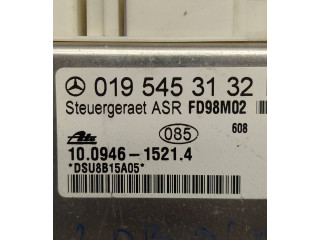 019 545 31 32
Steuergeraet ASR FD98M02
Ate 085 608
10.0946-1521.4
*DSU8B15A05*